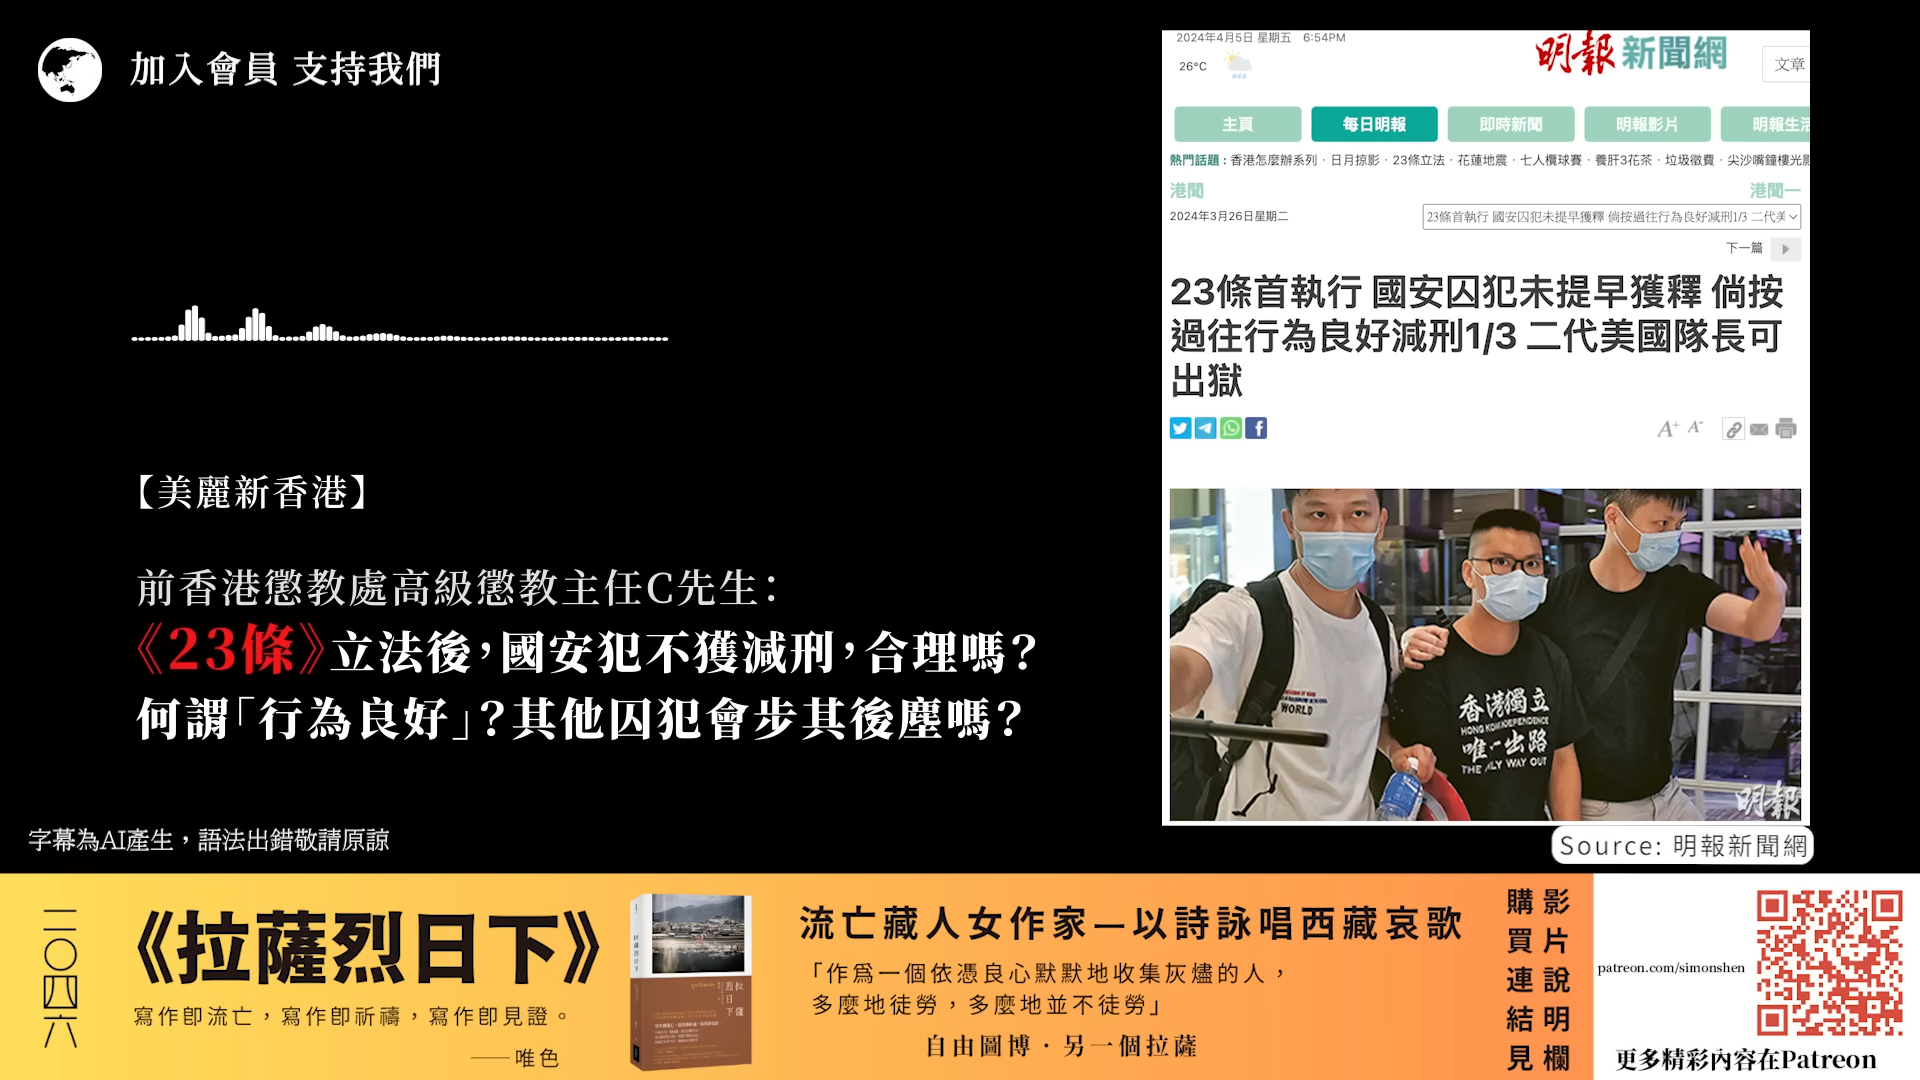 加入會員 支持我們
2024年4月5日 星期五 6:54PM
26°C
明報 新聞網
文章
主頁
每日明報
即時新聞
明報影片
明報生活
熱門話題 : 香港怎麼辦系列 · 日月掠影 · 23條立法 · 花蓮地震 · 七人欖球賽 · 養肝3花茶 · 垃圾徵費 · 尖沙嘴鐘樓光影
港聞
港聞一
2024年3月26日星期二
23條首執行 國安囚犯未提早獲釋 倘按過往行為良好減刑1/3 二代美
下一篇
23條首執行 國安囚犯未提早獲釋 倘按
過往行為良好減刑1/3 二代美國隊長可
出獄
A+ A-
WORLD
香港獨立
HONG KONG INDEPENDENCE
唯一出路
THE ONLY WAY OUT
明報
Source: 明報新聞網
【美麗新香港】
前香港懲教處高級懲教主任C先生：
《23條》立法後，國安犯不獲減刑，合理嗎？
何謂「行為良好」？其他囚犯會步其後塵嗎？
字幕為AI產生，語法出錯敬請原諒
二〇四六
《拉薩烈日下》
寫作即流亡，寫作即祈禱，寫作即見證。
——唯色
拉薩烈日下
流亡藏人女作家—以詩詠唱西藏哀歌
「作為一個依憑良心默默地收集灰燼的人，
多麼地徒勞，多麼地並不徒勞」
自由圖博．另一個拉薩
影片說明欄
購買連結見
patreon.com/simonshen
更多精彩內容在Patreon